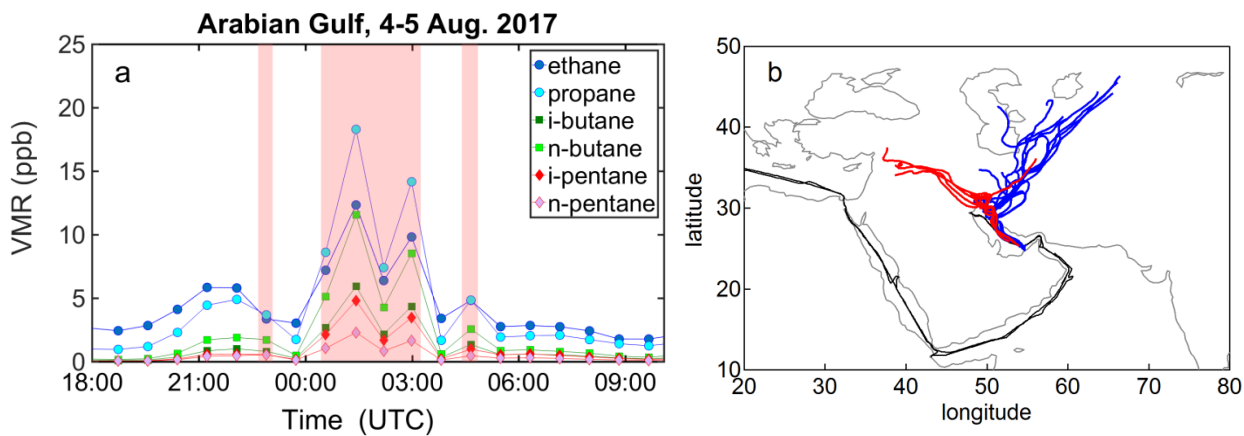 Arabian Gulf, 4-5 Aug. 2017
a
VMR (ppb)
25
20
15
10
5
0
ethane
propane
i-butane
n-butane
i-pentane
n-pentane
18:00 21:00 00:00 03:00 06:00 09:00
Time (UTC)
b
latitude
50
40
30
20
10
20 30 40 50 60 70 80
longitude